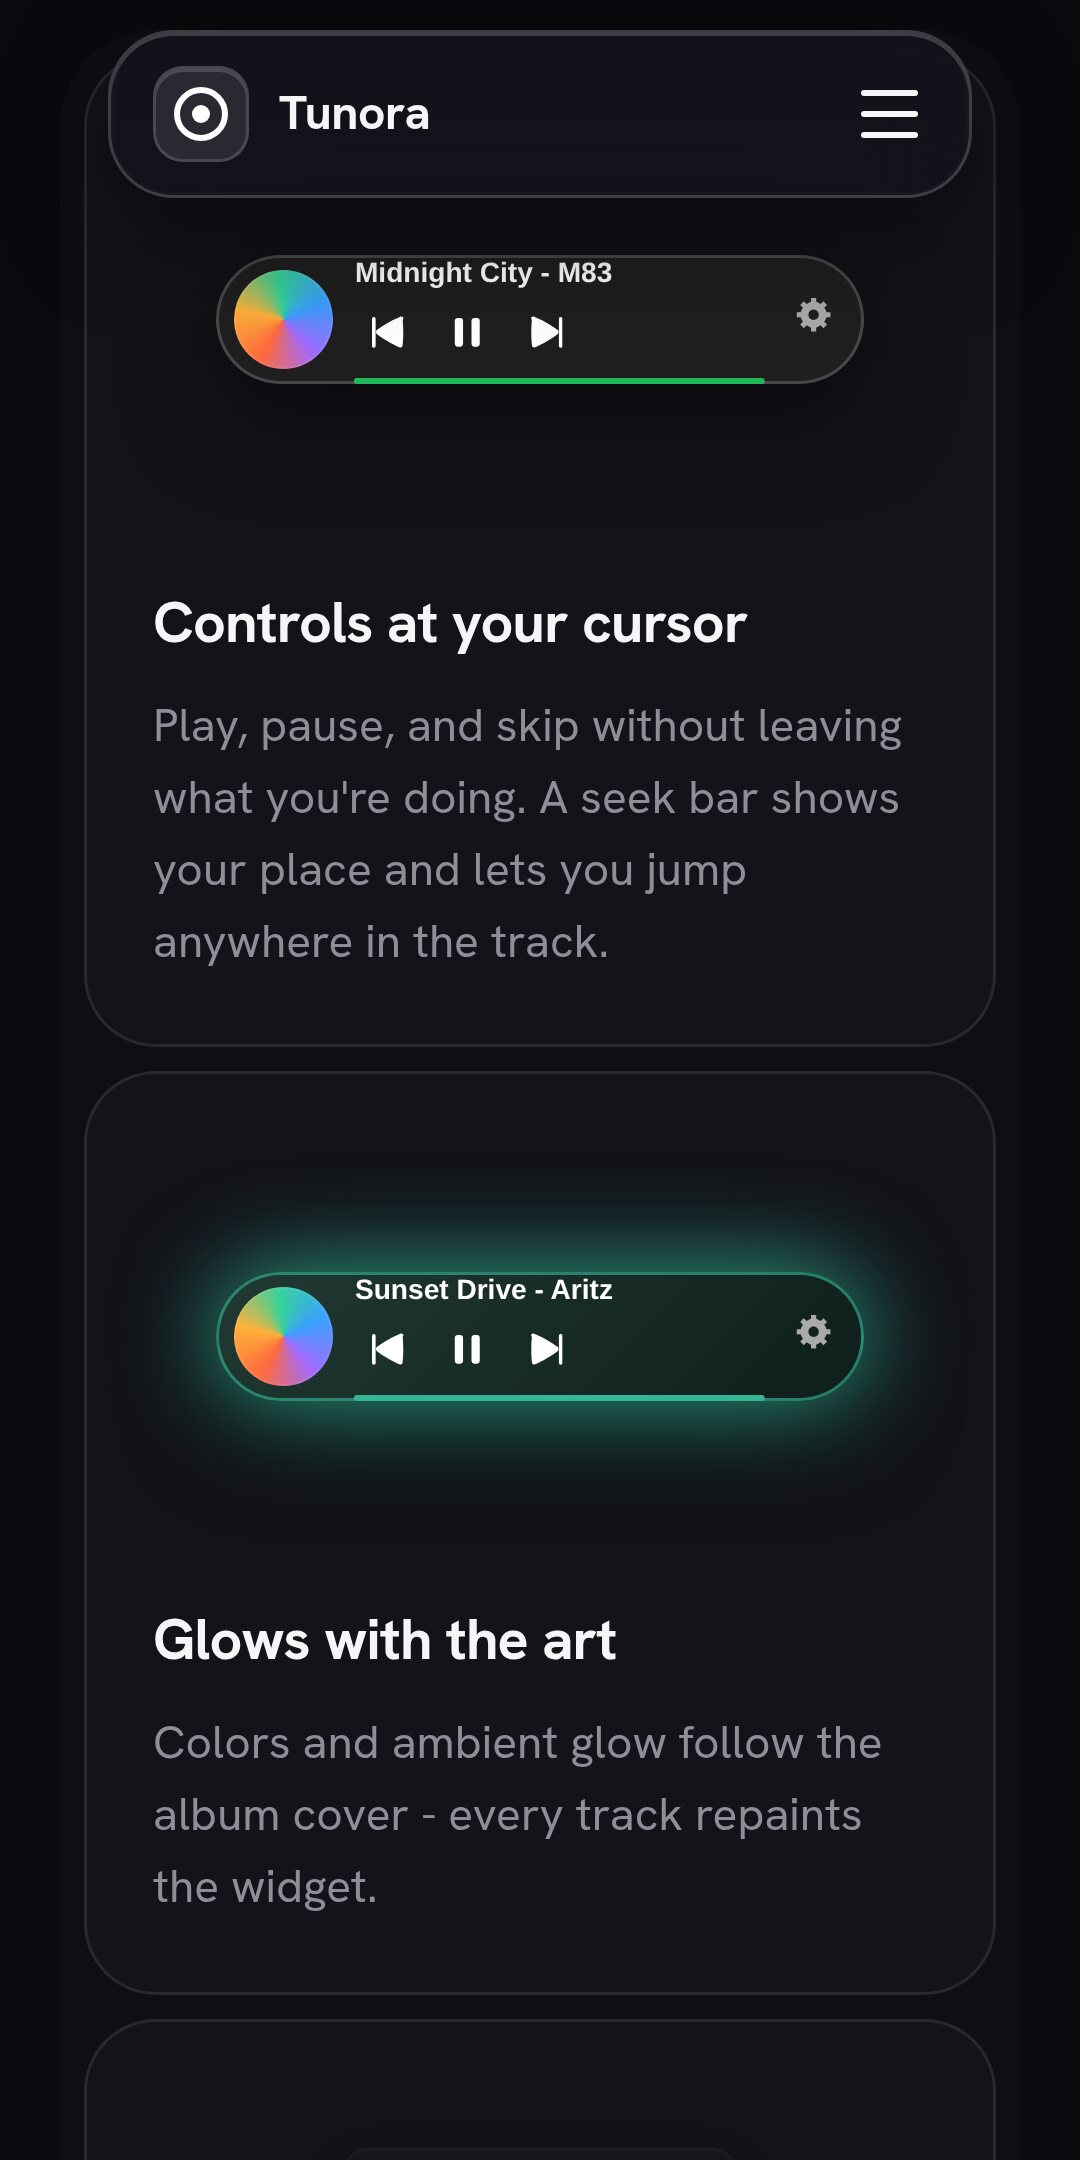 Tunora
Midnight City - M83
Controls at your cursor
Play, pause, and skip without leaving
what you're doing. A seek bar shows
your place and lets you jump
anywhere in the track.
Sunset Drive - Aritz
Glows with the art
Colors and ambient glow follow the
album cover - every track repaints
the widget.